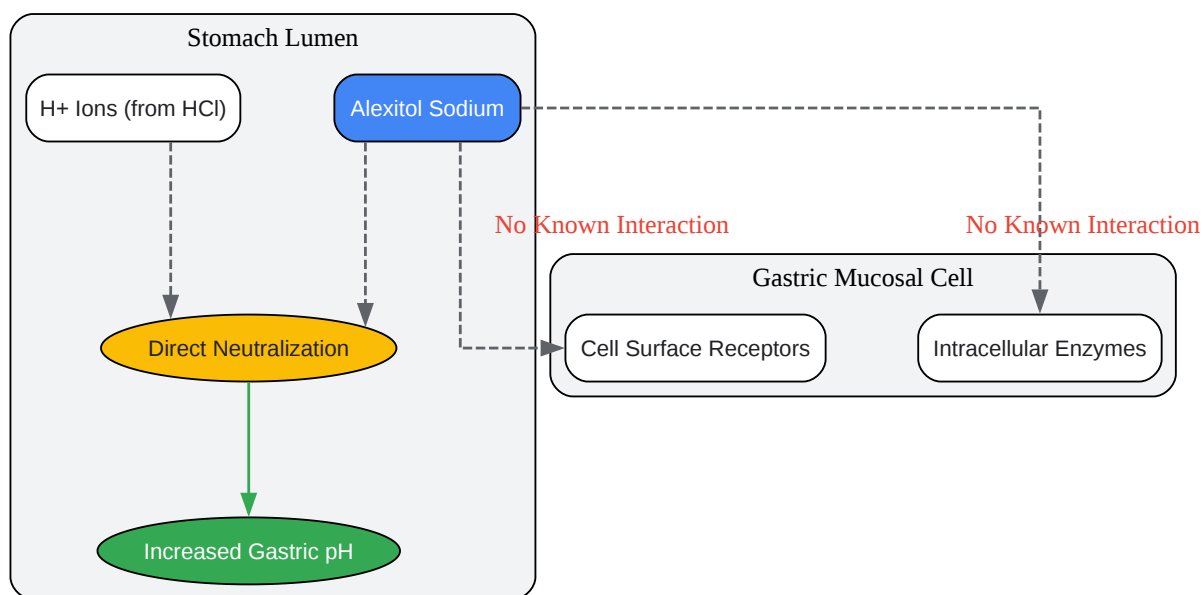 Stomach Lumen
H+ Ions (from HCl)
Alexitol Sodium
No Known Interaction
No Known Interaction
Gastric Mucosal Cell
Direct Neutralization
Cell Surface Receptors
Intracellular Enzymes
Increased Gastric pH